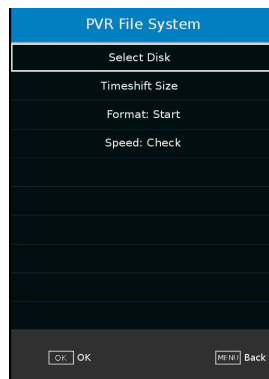 PVR File System
Select Disk
Timeshift Size
Format: Start
Speed: Check
OK OK MENU Back